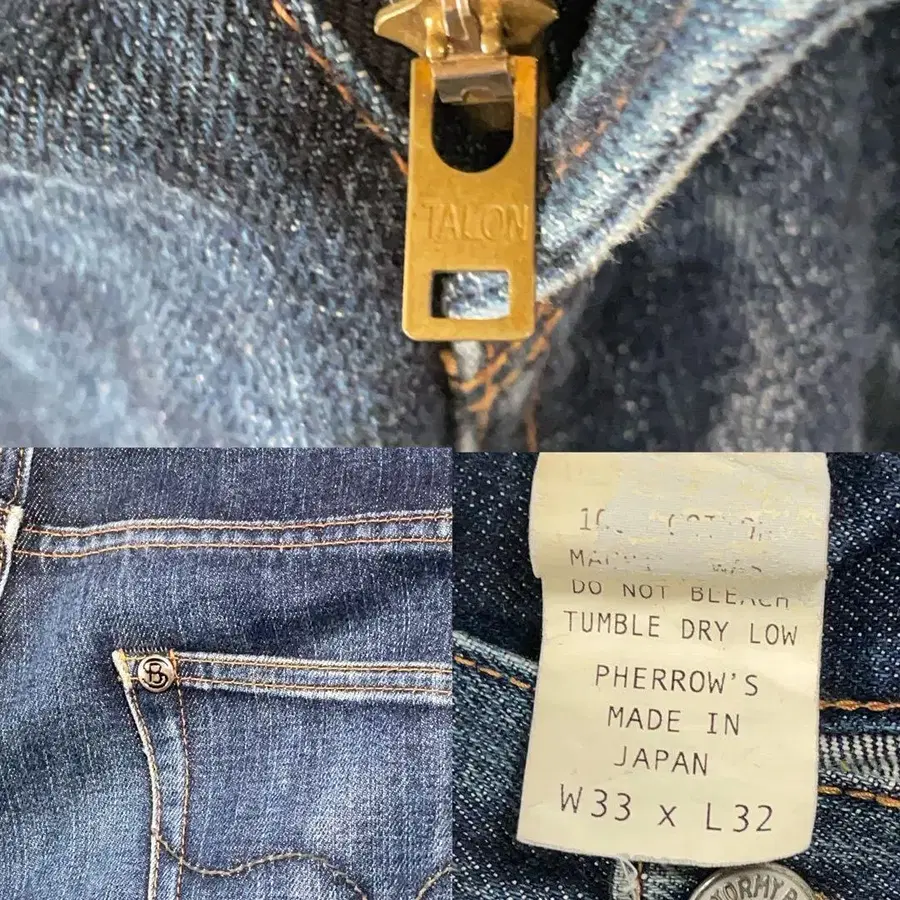 TALON
DO NOT BLEACH
TUMBLE DRY LOW
PHERROW'S
MADE IN
JAPAN
W33 x L32